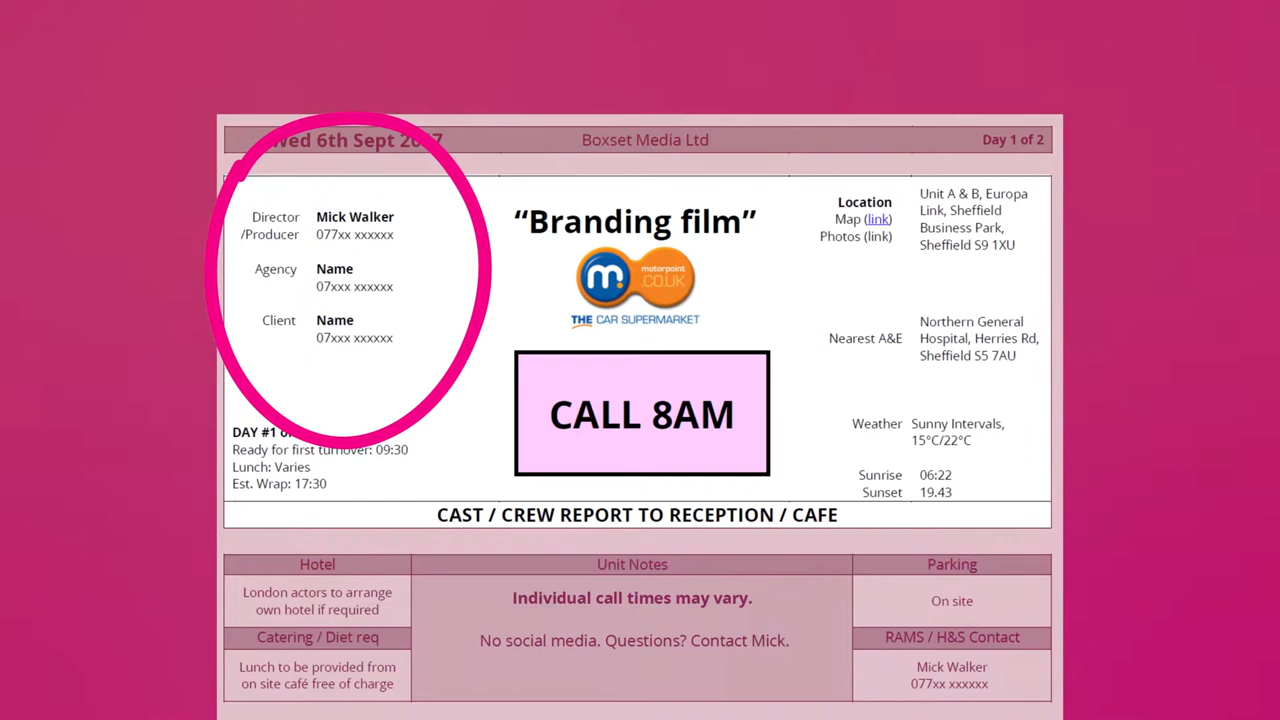 Wed 6th Sept 2017
Boxset Media Ltd
Day 1 of 2
Director
/Producer
Mick Walker
077xx xxxxxx
Agency
Name
07xxx xxxxxx
Client
Name
07xxx xxxxxx
DAY #1
Ready for first turnover: 09:30
Lunch: Varies
Est. Wrap: 17:30
“Branding film”
m.
motorpoint
.CO.UK
THE CAR SUPERMARKET
CALL 8AM
Location
Map (link)
Photos (link)
Unit A & B, Europa
Link, Sheffield
Business Park,
Sheffield S9 1XU
Nearest A&E
Northern General
Hospital, Herries Rd,
Sheffield S5 7AU
Weather
Sunny Intervals,
15°C/22°C
Sunrise 06:22
Sunset 19.43
CAST / CREW REPORT TO RECEPTION / CAFE
Hotel
London actors to arrange
own hotel if required
Catering / Diet req
Lunch to be provided from
on site café free of charge
Unit Notes
Individual call times may vary.
No social media. Questions? Contact Mick.
Parking
On site
RAMS / H&S Contact
Mick Walker
077xx xxxxxx